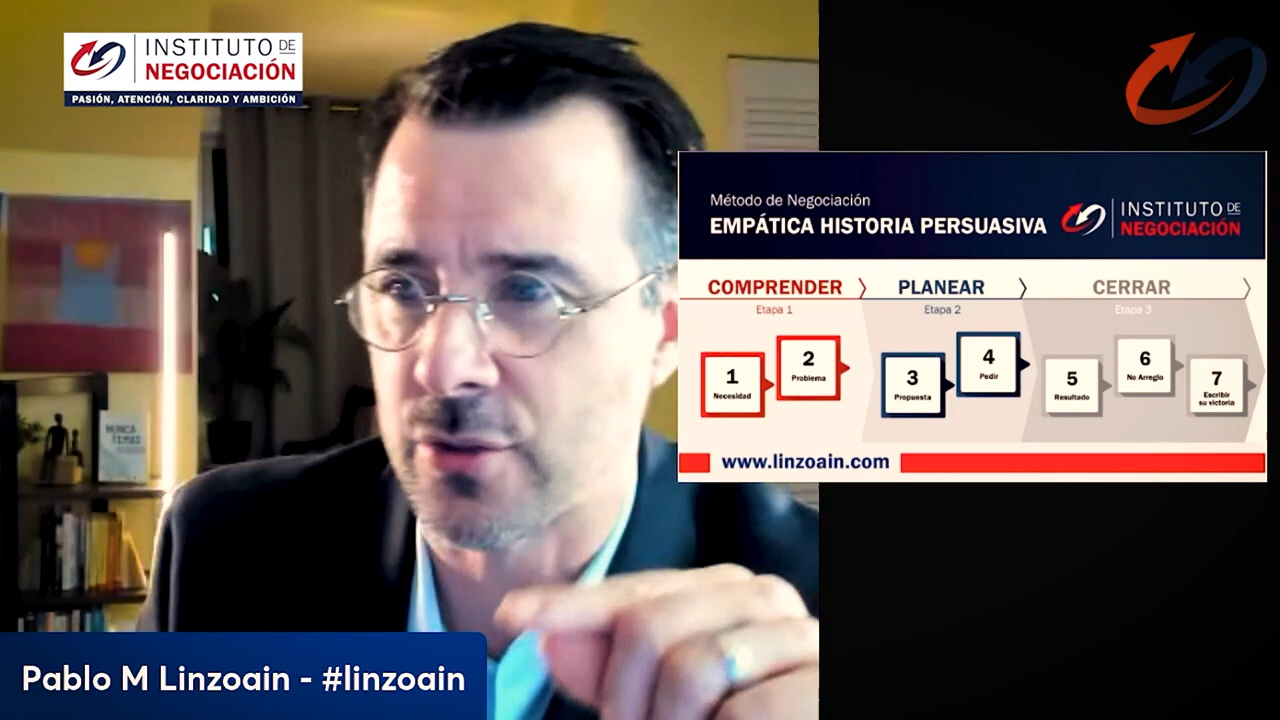 INSTITUTO DE
NEGOCIACIÓN
PASIÓN, ATENCIÓN, CLARIDAD Y AMBICIÓN
Método de Negociación
EMPÁTICA HISTORIA PERSUASIVA
INSTITUTO DE
NEGOCIACIÓN
COMPRENDER
PLANEAR
CERRAR
Etapa 1
Etapa 2
Etapa 3
1
Necesidad
2
Problema
3
Propuesta
4
Pedir
5
Resultado
6
No Arreglo
7
Escribir
su victoria
www.linzoain.com
NUNCA
TEMAS
Pablo M Linzoain - #linzoain